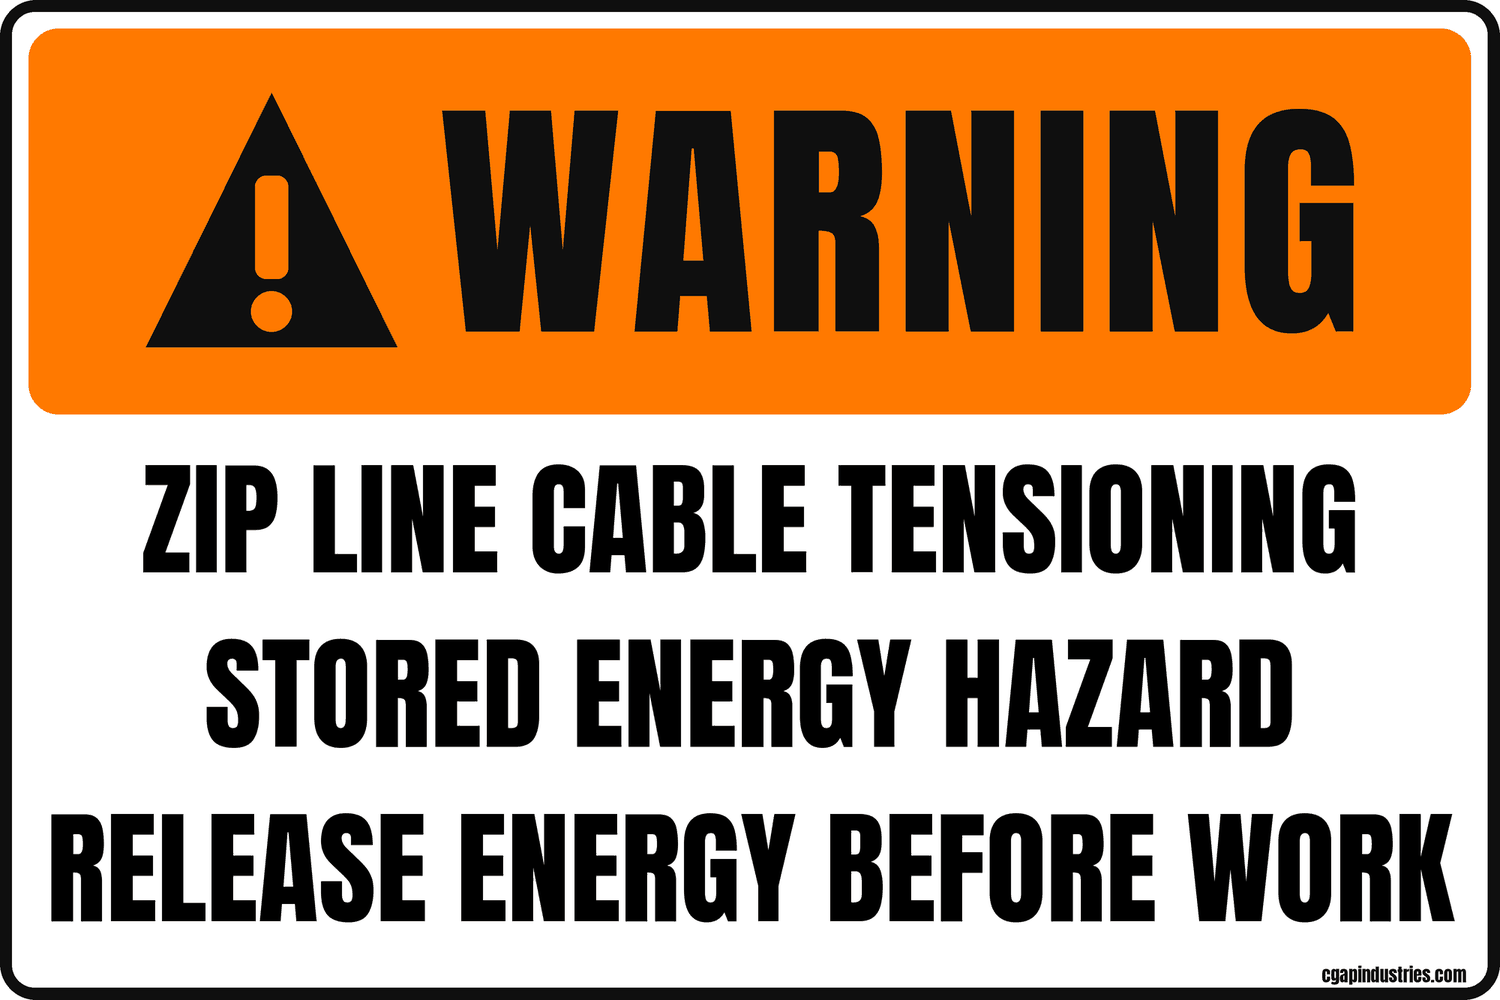 WARNING
ZIP LINE CABLE TENSIONING
STORED ENERGY HAZARD
RELEASE ENERGY BEFORE WORK
cgapindustries.com